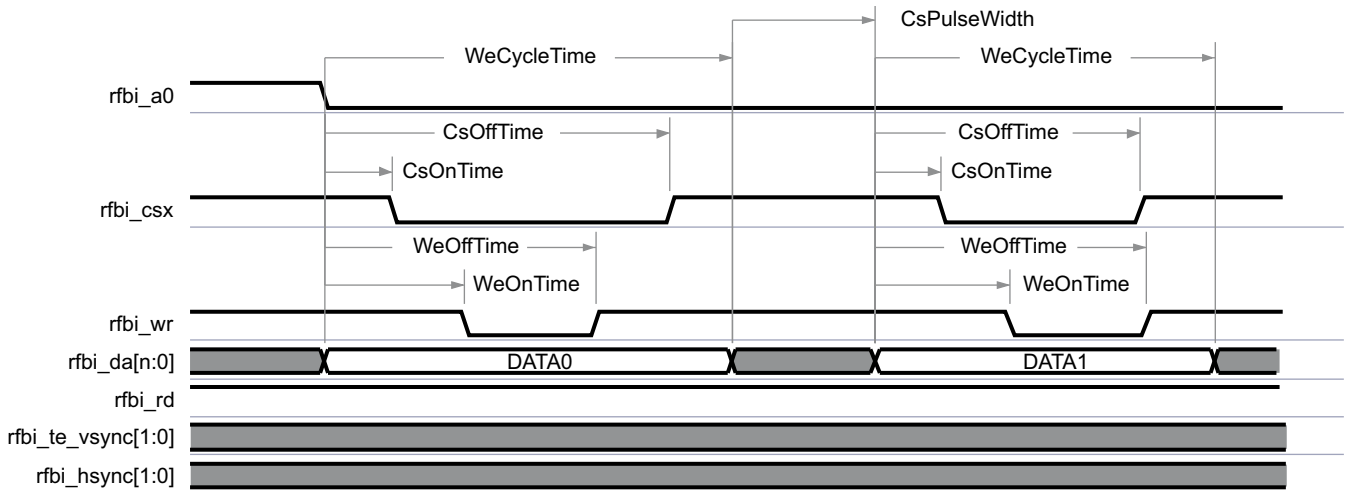 CsPulseWidth
WeCycleTime WeCycleTime
rfbi_a0
CsOffTime CsOffTime
CsOnTime CsOnTime
rfbi_csx
WeOffTime WeOffTime
WeOnTime WeOnTime
rfbi_wr
rfbi_da[n:0] DATA0 DATA1
rfbi_rd
rfbi_te_vsync[1:0]
rfbi_hsync[1:0]